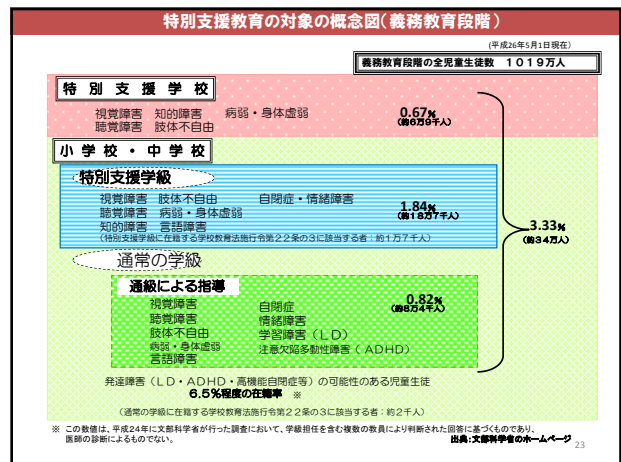 特別支援教育の対象の概念図(義務教育段階)
(平成26年5月1日現在)
義務教育段階の全児童生徒数 1019万人
特別支援学校
視覚障害 知的障害 病弱・身体虚弱
聴覚障害 肢体不自由
0.67%
(約6万9千人)
小学校・中学校
特別支援学級
視覚障害 肢体不自由 自閉症・情緒障害
聴覚障害 病弱・身体虚弱
知的障害 言語障害
(特別支援学級に在籍する学校教育法施行令第22条の3に該当する者:約1万7千人)
1.84%
(約18万7千人)
3.33%
(約34万人)
通常の学級
通級による指導
視覚障害
聴覚障害
肢体不自由
病弱・身体虚弱
言語障害
自閉症
情緒障害
学習障害(LD)
注意欠陥多動性障害(ADHD)
0.82%
(約8万4千人)
発達障害(LD・ADHD・高機能自閉症等)の可能性のある児童生徒
6.5%程度の在籍率 ※
(通常の学級に在籍する学校教育法施行令第22条の3に該当する者:約2千人)
※ この数値は、平成24年に文部科学省が行った調査において、学級担任を含む複数の教員により判断された回答に基づくものであり、
医師の診断によるものでない。
出典:文部科学省のホームページ
23